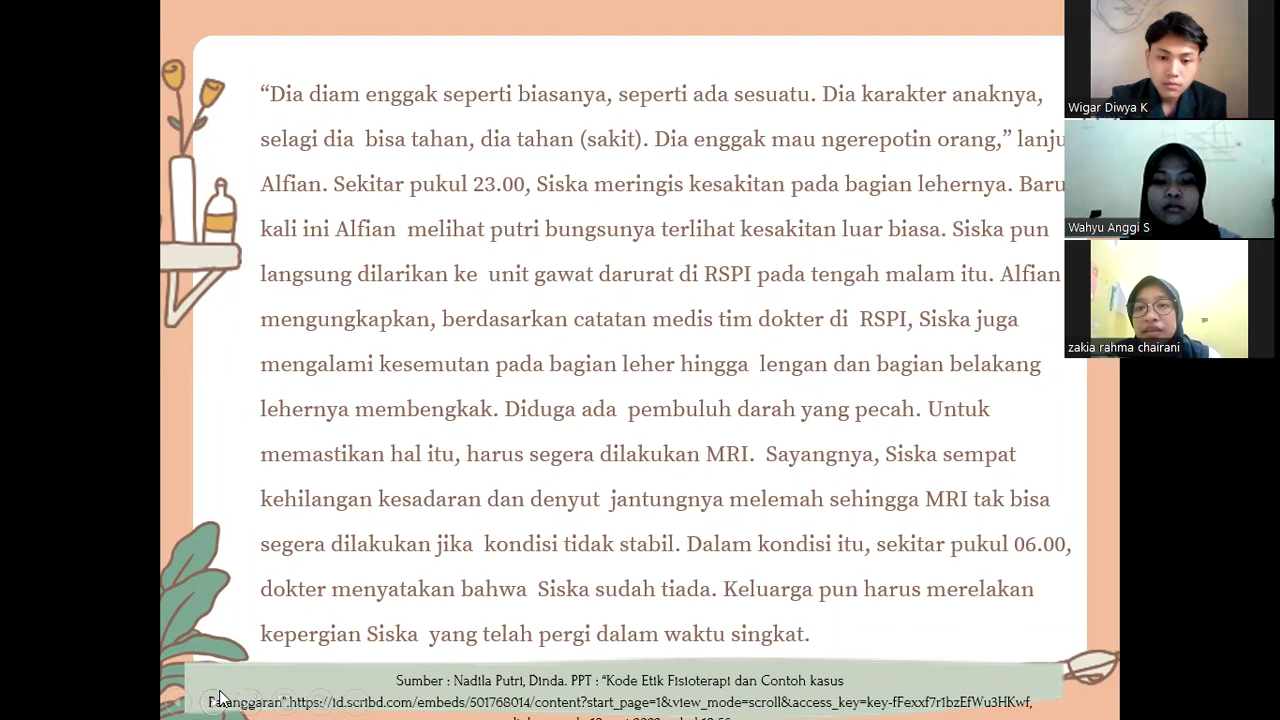 “Dia diam enggak seperti biasanya, seperti ada sesuatu. Dia karakter anaknya,
selagi dia bisa tahan, dia tahan (sakit). Dia enggak mau ngerepotin orang,” lanju
Alfian. Sekitar pukul 23.00, Siska meringis kesakitan pada bagian lehernya. Baru
kali ini Alfian melihat putri bungsunya terlihat kesakitan luar biasa. Siska pun
langsung dilarikan ke unit gawat darurat di RSPI pada tengah malam itu. Alfian
mengungkapkan, berdasarkan catatan medis tim dokter di RSPI, Siska juga
mengalami kesemutan pada bagian leher hingga lengan dan bagian belakang
lehernya membengkak. Diduga ada pembuluh darah yang pecah. Untuk
memastikan hal itu, harus segera dilakukan MRI. Sayangnya, Siska sempat
kehilangan kesadaran dan denyut jantungnya melemah sehingga MRI tak bisa
segera dilakukan jika kondisi tidak stabil. Dalam kondisi itu, sekitar pukul 06.00,
dokter menyatakan bahwa Siska sudah tiada. Keluarga pun harus merelakan
kepergian Siska yang telah pergi dalam waktu singkat.
Sumber : Nadila Putri, Dinda. PPT : “Kode Etik Fisioterapi dan Contoh kasus
https://id.scribd.com/embeds/501768014/content?start_page=1&view_mode=scroll&access_key=key-fFexxf7r1bzEfWu3HKwf,
Wigar Diwya K
Wahyu Anggi S
zakia rahma chairani